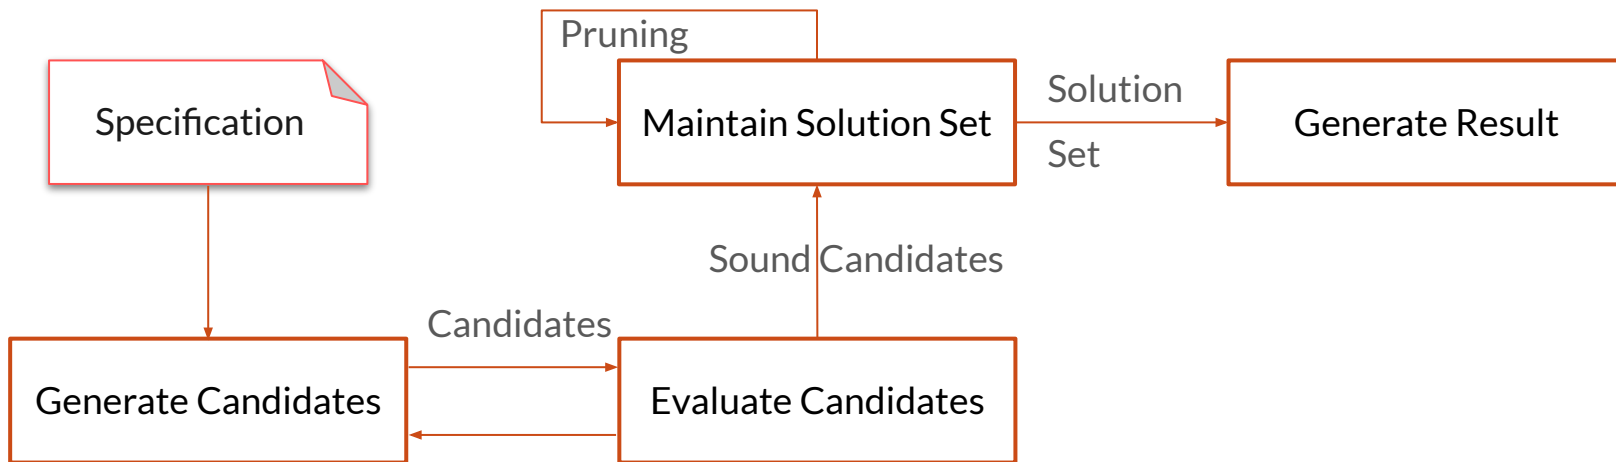 Pruning
Specification
Maintain Solution Set
Solution
Set
Generate Result
Sound Candidates
Candidates
Generate Candidates
Evaluate Candidates